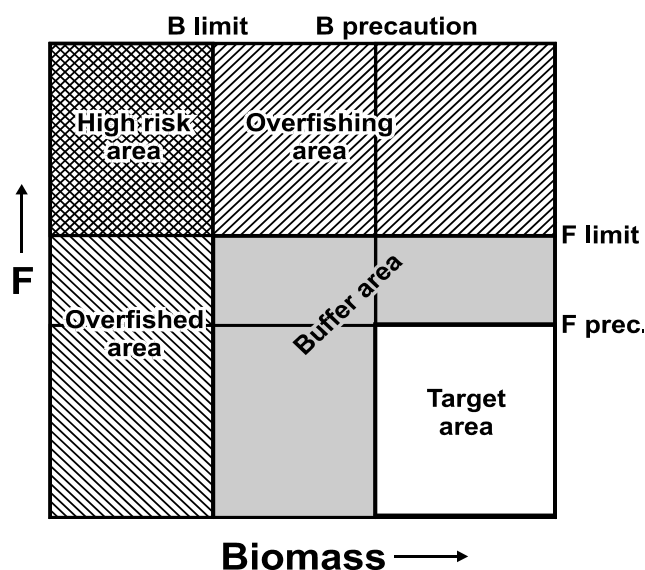 B limit
B precaution
High risk
area
Overfishing
area
F
F limit
Buffer area
Overfished
area
F prec.
Target
area
Biomass